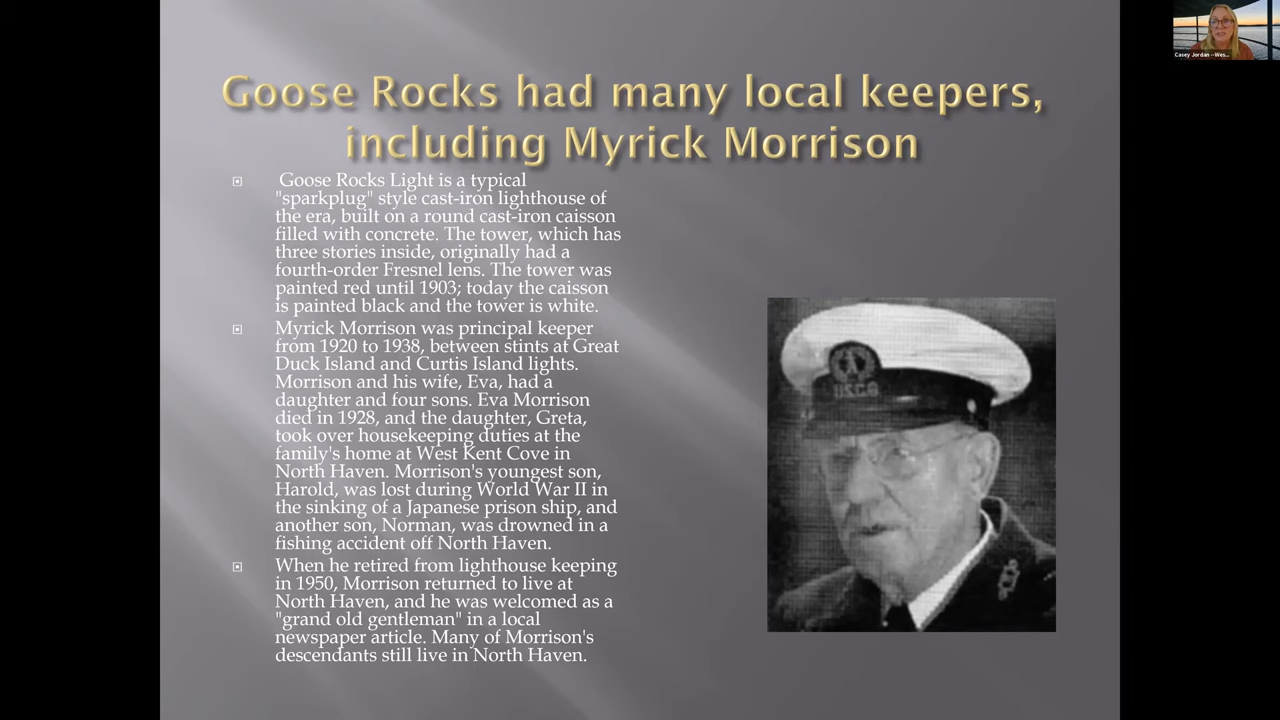 Goose Rocks had many local keepers,
including Myrick Morrison
Goose Rocks Light is a typical
"sparkplug" style cast-iron lighthouse of
the era, built on a round cast-iron caisson
filled with concrete. The tower, which has
three stories inside, originally had a
fourth-order Fresnel lens. The tower was
painted red until 1903; today the caisson
is painted black and the tower is white.
Myrick Morrison was principal keeper
from 1920 to 1938, between stints at Great
Duck Island and Curtis Island lights.
Morrison and his wife, Eva, had a
daughter and four sons. Eva Morrison
died in 1928, and the daughter, Greta,
took over housekeeping duties at the
family's home at West Kent Cove in
North Haven. Morrison's youngest son,
Harold, was lost during World War II in
the sinking of a Japanese prison ship, and
another son, Norman, was drowned in a
fishing accident off North Haven.
When he retired from lighthouse keeping
in 1950, Morrison returned to live at
North Haven, and he was welcomed as a
"grand old gentleman" in a local
newspaper article. Many of Morrison's
descendants still live in North Haven.
Casey Jordan --Wes...